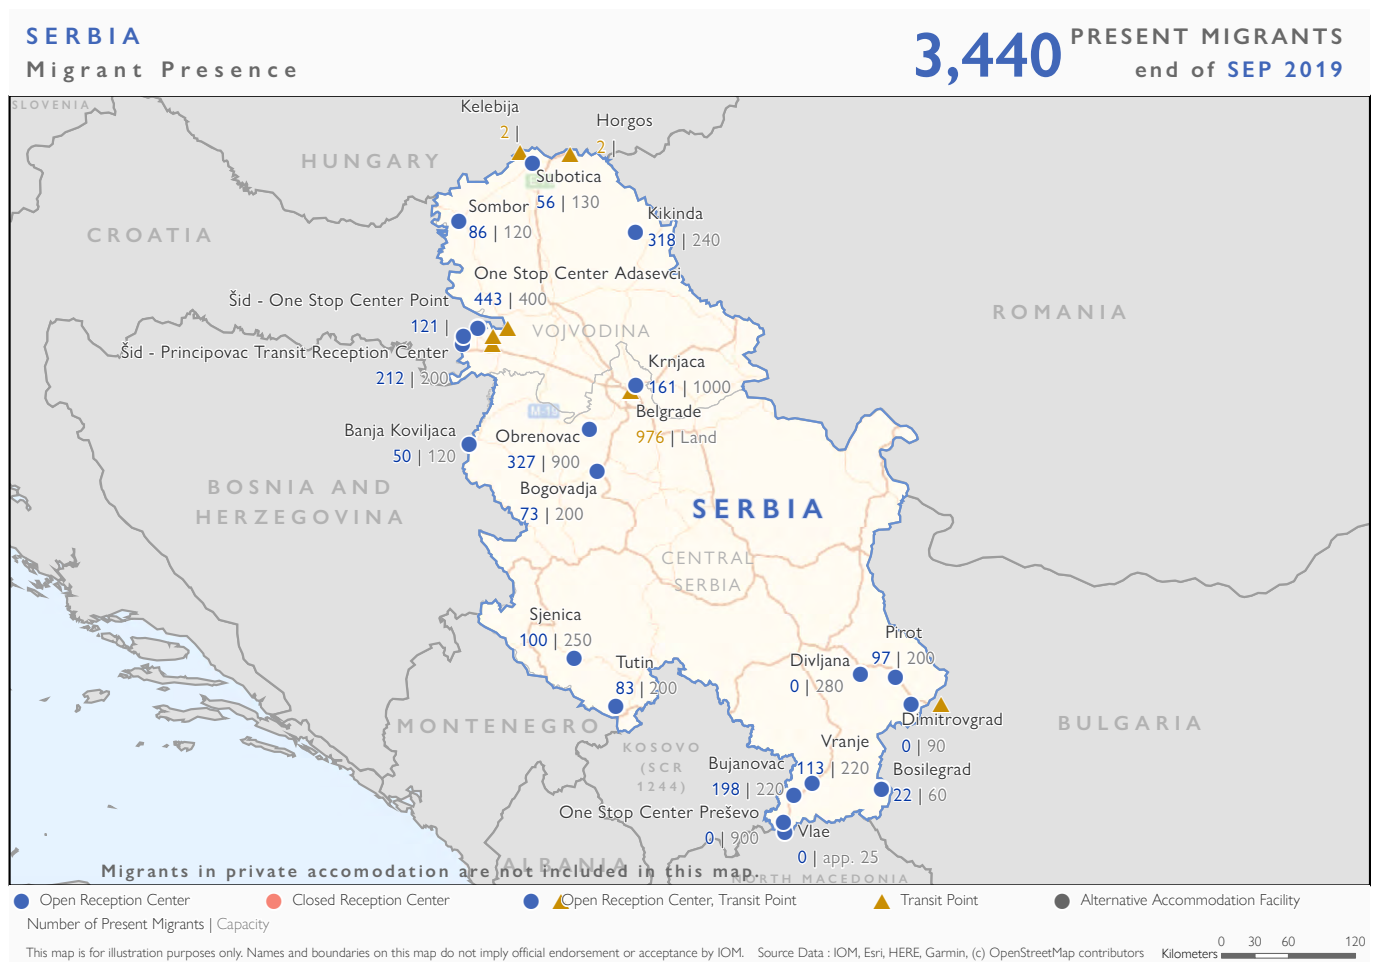 SERBIA
Migrant Presence
3,440
PRESENT MIGRANTS
end of SEP 2019
SLOVENIA
Kelebija
2 |
Horgos
2 |
HUNGARY
Subotica
56 | 130
Sombor
86 | 120
Kikinda
318 | 240
CROATIA
One Stop Center Adasevci
443 | 400
Šid - One Stop Center Point
121 |
ROMANIA
VOJVODINA
Šid - Principovac Transit Reception Center
212 | 200
Krnjaca
161 | 1000
Belgrade
976 | Land
Banja Koviljaca
50 | 120
Obrenovac
327 | 900
Bogovadja
73 | 200
BOSNIA AND
HERZEGOVINA
SERBIA
CENTRAL
SERBIA
Sjenica
100 | 250
Tutin
83 | 200
Pirot
97 | 200
Divljana
0 | 280
MONTENEGRO
Dimitrovgrad
0 | 90
BULGARIA
KOSOVO
(SCR
1244)
Vranje
113 | 220
Bujanovac
198 | 220
Bosilegrad
22 | 60
One Stop Center Preševo
0 | 900
Vlae
0 | app. 25
ALBANIA
NORTH MACEDONIA
Migrants in private accomodation are not included in this map.
Open Reception Center
Closed Reception Center
Open Reception Center, Transit Point
Transit Point
Alternative Accommodation Facility
Number of Present Migrants | Capacity
This map is for illustration purposes only. Names and boundaries on this map do not imply official endorsement or acceptance by IOM.
Source Data : IOM, Esri, HERE, Garmin, (c) OpenStreetMap contributors
Kilometers
0 30 60 120